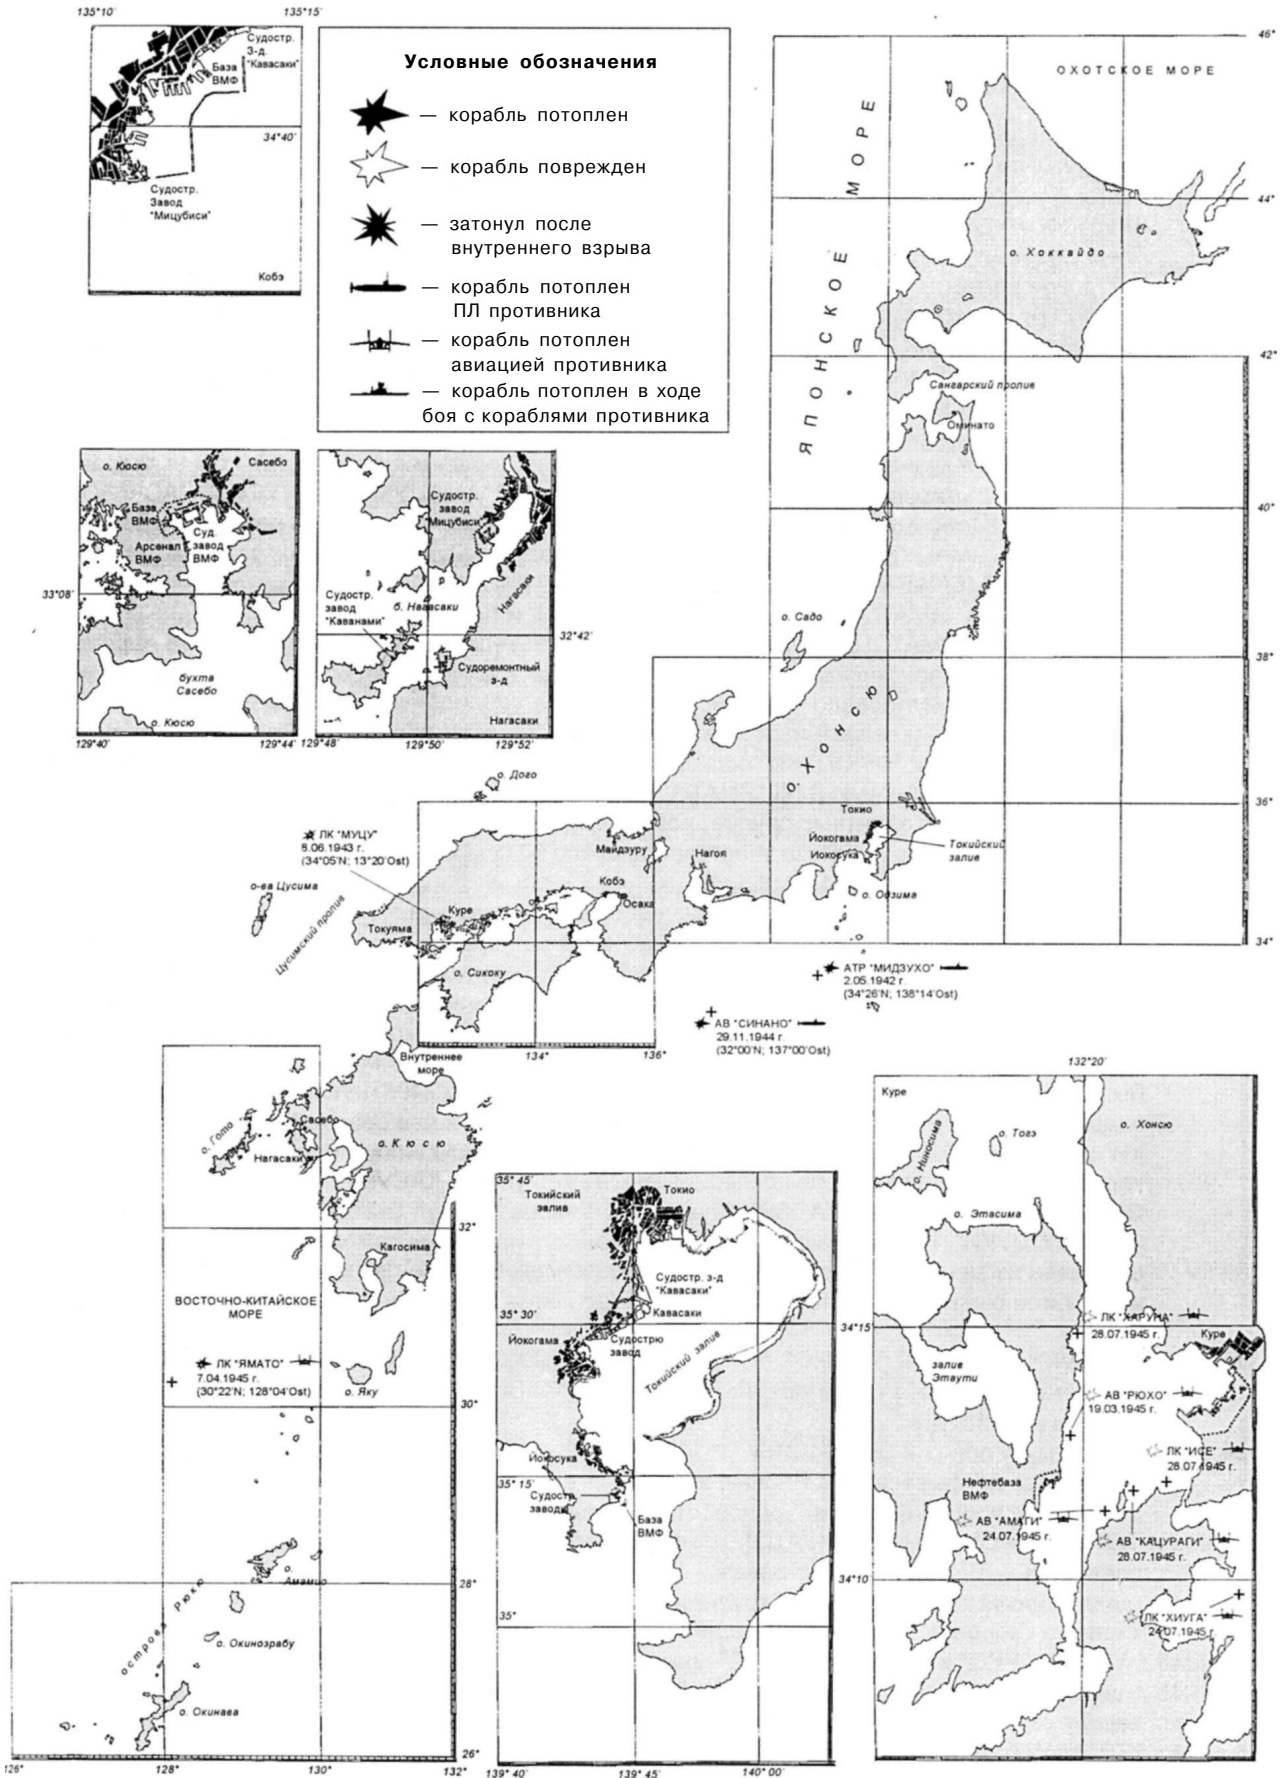 135°10'
135°15'
Судостр.
З-д.
"Кавасаки"
База
ВМФ
34°40'
Судостр.
Завод
"Мицубиси"
Кобэ
Условные обозначения
— корабль потоплен
— корабль поврежден
— затонул после
внутреннего взрыва
— корабль потоплен
ПЛ противника
— корабль потоплен
авиацией противника
— корабль потоплен в ходе
боя с кораблями противника
46°
ОХОТСКОЕ МОРЕ
ЯПОНСКОЕ МОРЕ
44°
о. Хоккайдо
42°
Сангарский пролив
Оминато
40°
о. Садо
38°
о. Хонсю
36°
Токио
Йокогама
Иокосука
Токийский
залив
о. Одзима
34°
о. Кюсю
Сасебо
База
ВМФ
Арсенал
ВМФ
Суд.
завод
ВМФ
33°08'
бухта
Сасебо
о. Кюсю
129°40'
129°44'
Судостр.
завод
"Мицубиси"
Судостр.
завод
"Каванами"
б. Нагасаки
Нагасаки
32°42'
Судоремонтный
з-д
Нагасаки
129°48'
129°50'
129°52'
о. Дого
ЛК "МУЦУ"
8.06.1943 г.
(34°05'N; 13°20'Ost)
Майдзуру
Нагоя
Кобэ
Осака
Куре
Токуяма
о-ва Цусима
Цусимский пролив
о. Сикоку
134°
136°
АТР "МИДЗУХО"
2.05.1942 г.
(34°26'N; 138°14'Ost)
АВ "СИНАНО"
29.11.1944 г.
(32°00'N; 137°00'Ost)
Внутреннее
море
о. Гото
Сасебо
Нагасаки
о. Кюсю
32°
Кагосима
ВОСТОЧНО-КИТАЙСКОЕ
МОРЕ
ЛК "ЯМАТО"
7.04.1945 г.
(30°22'N; 128°04'Ost)
о. Яку
30°
о.
Амамио
28°
острова Рюкю
о. Окиноэрабу
о. Окинава
26°
126°
128°
130°
132°
35°45'
Токийский
залив
Токио
Судостр. з-д
"Кавасаки"
Кавасаки
35°30'
Йокогама
Судострю
завод
Токийский залив
Йокосука
35°15'
Судостр.
заводы
База
ВМФ
35°
139°40'
139°45'
140°00'
132°20'
Куре
о. Хонсю
о. Ниносима
о. Тогэ
о. Этасима
ЛК "ХАРУНА"
28.07.1945 г.
34°15'
Куре
залив
Этаути
АВ "РЮХО"
19.03.1945 г.
ЛК "ИСЕ"
28.07.1945 г.
Нефтебаза
ВМФ
АВ "АМАГИ"
24.07.1945 г.
АВ "КАЦУРАГИ"
28.07.1945 г.
34°10'
ЛК "ХИУГА"
24.07.1945 г.